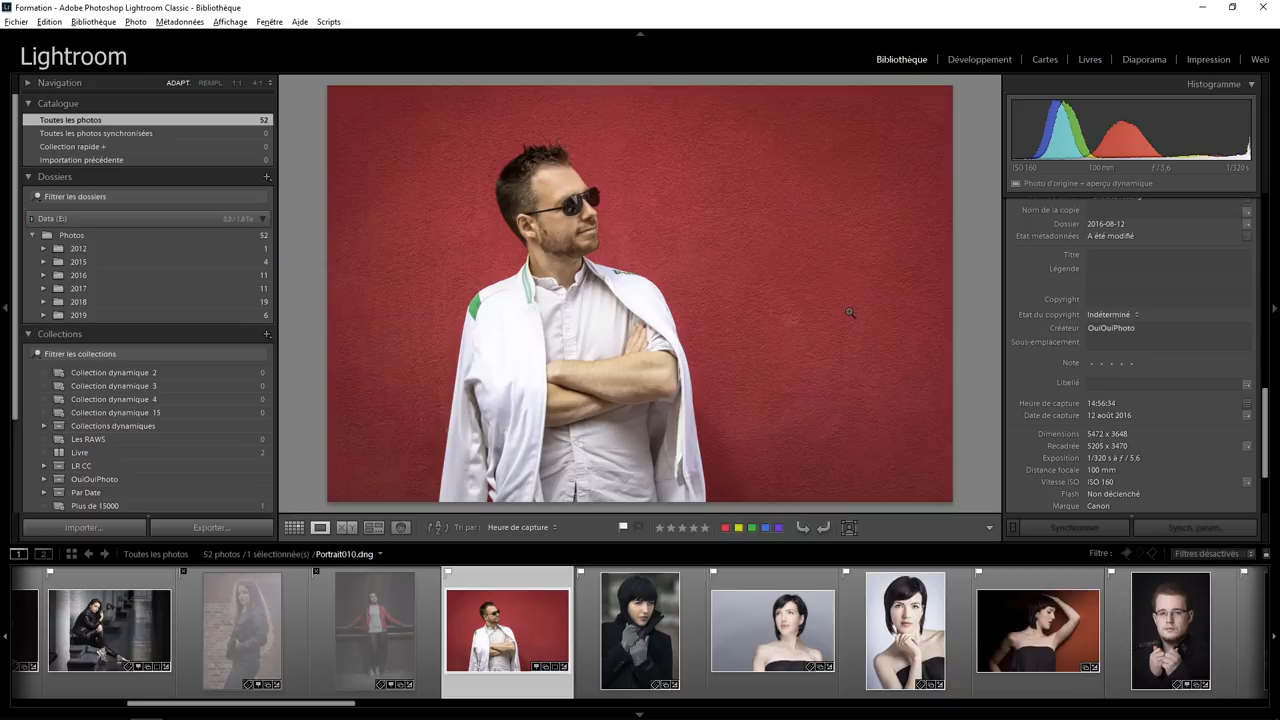 Formation - Adobe Photoshop Lightroom Classic - Bibliothèque
Fichier Edition Bibliothèque Photo Métadonnées Affichage Fenêtre Aide Scripts
Lightroom
Bibliothèque Développement Cartes Livres Diaporama Impression Web
Navigation ADAPT. REMPL. 1:1 4:1
Histogramme
Catalogue
Toutes les photos 52
Toutes les photos synchronisées 0
Collection rapide + 0
Importation précédente 0
ISO 160 100 mm ƒ / 5,6 1/320 s
Photo d'origine + aperçu dynamique
Dossiers
Filtrer les dossiers
Data (E:) 0,3 / 1,8 To
Photos 52
2012 1
2015 4
2016 11
2017 11
2018 19
2019 6
Collections
Filtrer les collections
Collection dynamique 2 0
Collection dynamique 3 0
Collection dynamique 4 0
Collection dynamique 15 0
Collections dynamiques
Les RAWS 0
Livre 2
LR CC
OuiOuiPhoto
Par Date
Plus de 15000 1
Nom de la copie
Dossier 2016-08-12
Etat métadonnées A été modifié
Titre
Légende
Copyright
Etat du copyright Indéterminé
Créateur OuiOuiPhoto
Sous-emplacement
Note
Libellé
Heure de capture 14:56:34
Date de capture 12 août 2016
Dimensions 5472 x 3648
Recadrée 5205 x 3470
Exposition 1/320 s à ƒ / 5,6
Distance focale 100 mm
Vitesse ISO ISO 160
Flash Non déclenché
Marque Canon
Importer... Exporter...
Tri par : Heure de capture
Synchroniser Synch. param.
1 2 Toutes les photos 52 photos / 1 sélectionnée(s) / Portrait010.dng
Filtre : Filtres désactivés